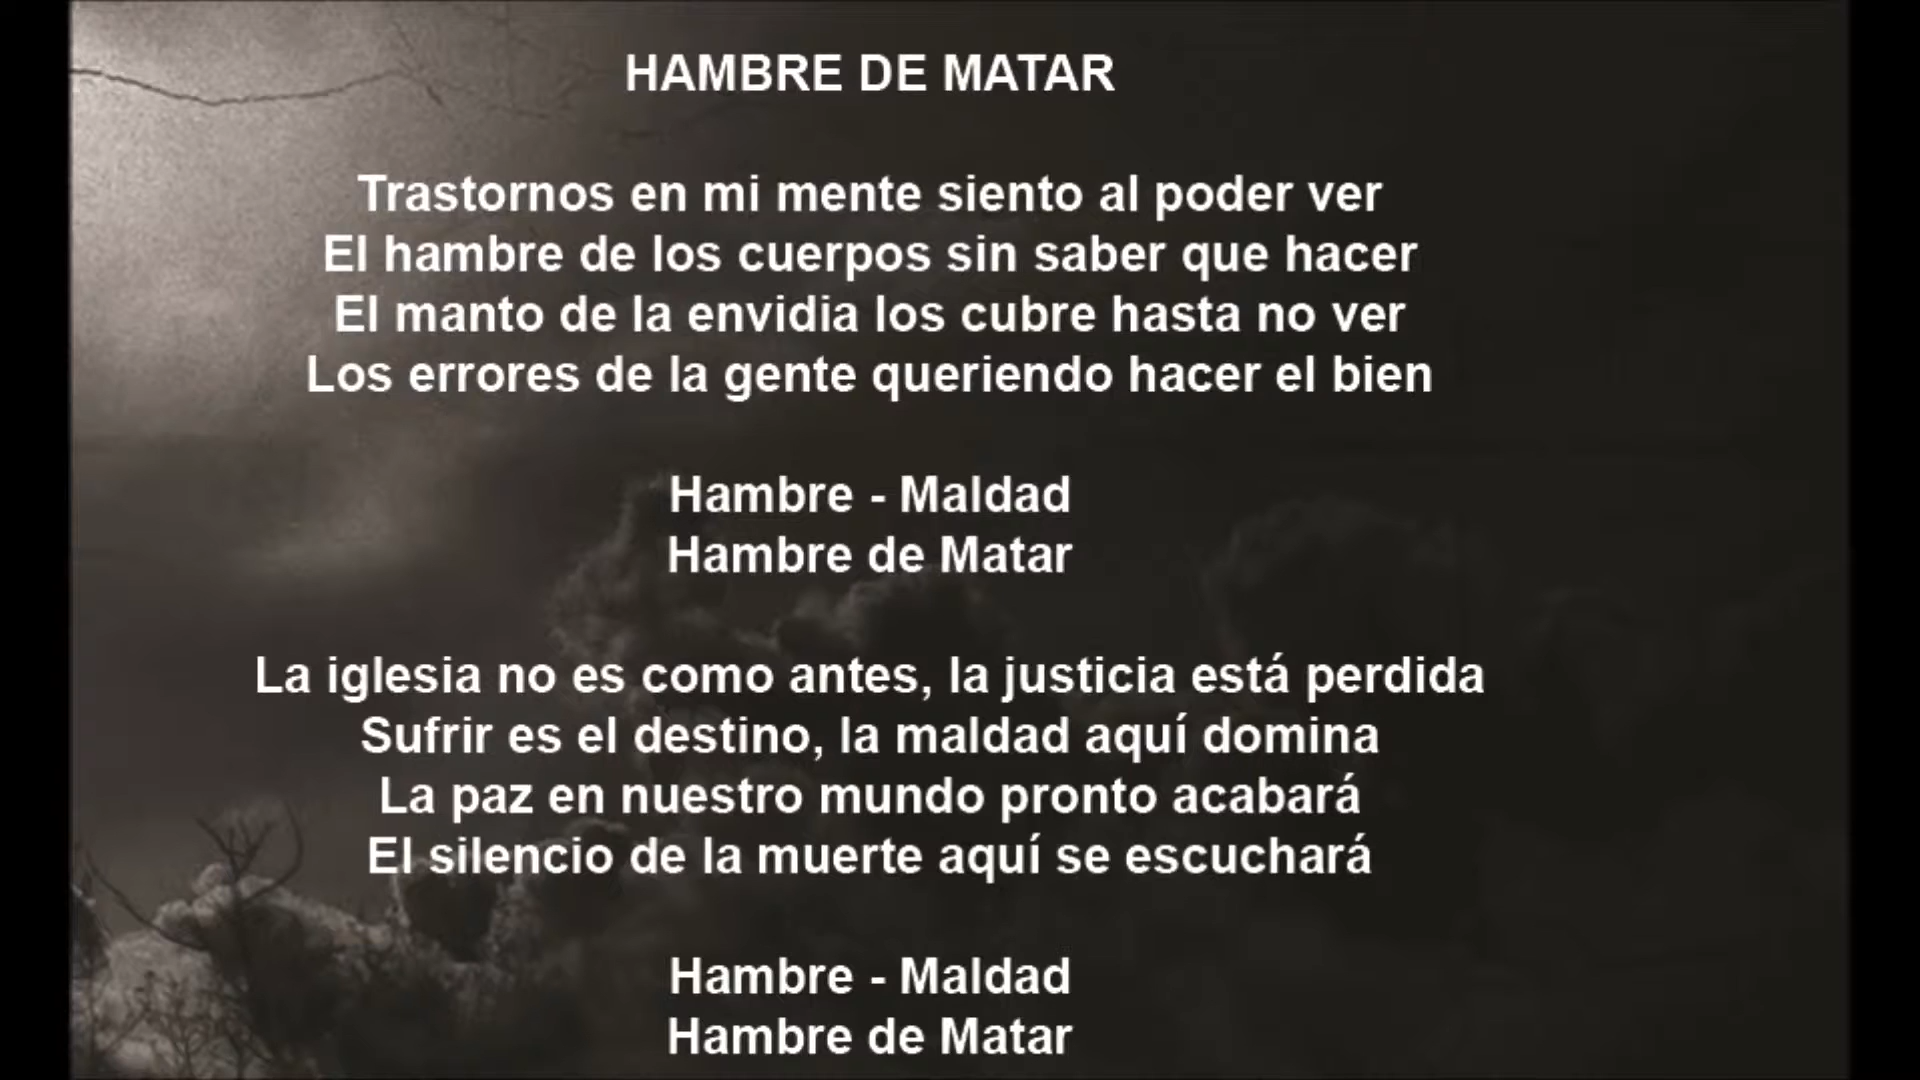 HAMBRE DE MATAR
Trastornos en mi mente siento al poder ver
El hambre de los cuerpos sin saber que hacer
El manto de la envidia los cubre hasta no ver
Los errores de la gente queriendo hacer el bien
Hambre - Maldad
Hambre de Matar
La iglesia no es como antes, la justicia está perdida
Sufrir es el destino, la maldad aquí domina
La paz en nuestro mundo pronto acabará
El silencio de la muerte aquí se escuchará
Hambre - Maldad
Hambre de Matar